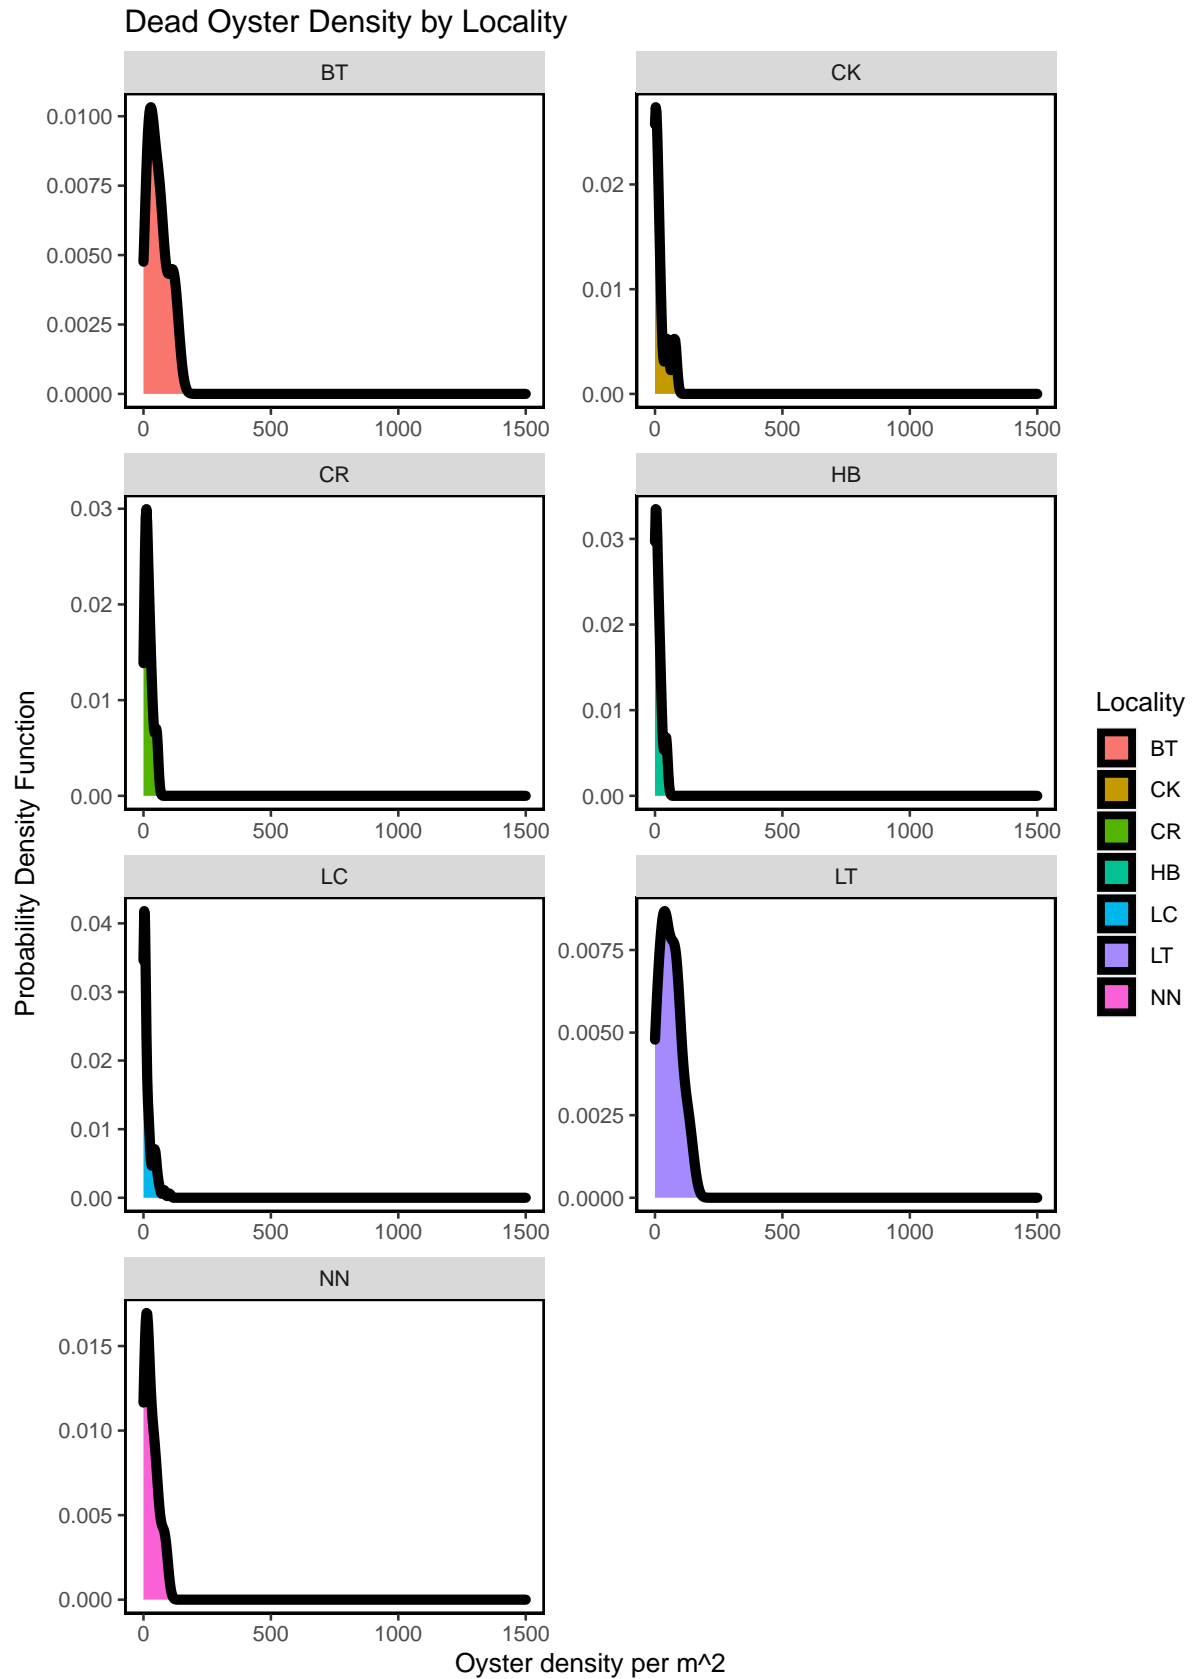 Dead Oyster Density by Locality
BT
CK
0.0100
0.0075
0.0050
0.0025
0.0000
0.02
0.01
0.00
0 500 1000 1500
0 500 1000 1500
CR
HB
0.03
0.02
0.01
0.00
0.03
0.02
0.01
0.00
0 500 1000 1500
0 500 1000 1500
LC
LT
0.04
0.03
0.02
0.01
0.00
0.0075
0.0050
0.0025
0.0000
0 500 1000 1500
0 500 1000 1500
NN
0.015
0.010
0.005
0.000
0 500 1000 1500
Oyster density per m^2
Probability Density Function
Locality
BT
CK
CR
HB
LC
LT
NN